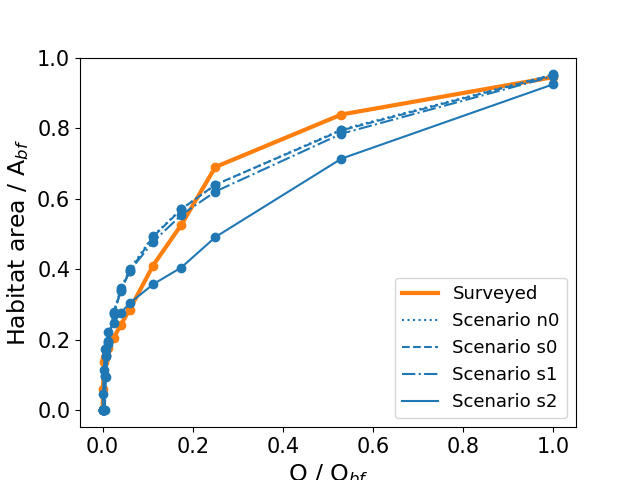 1.0
0.8
0.6
0.4
0.2
0.0
Habitat area / A_bf
Surveyed
Scenario n0
Scenario s0
Scenario s1
Scenario s2
0.0 0.2 0.4 0.6 0.8 1.0
Q / Q_bf